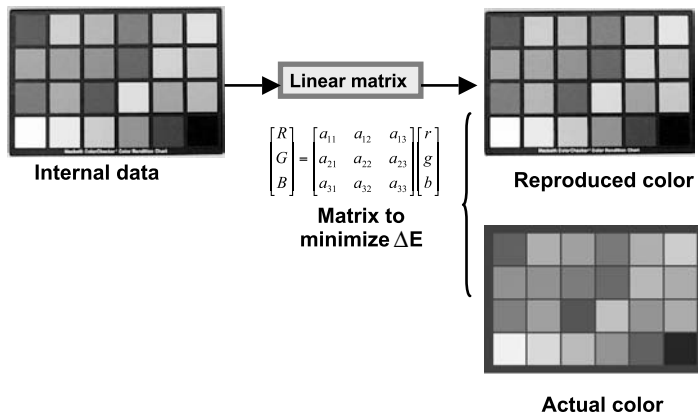 Linear matrix
[R G B] = [a11 a12 a13 a21 a22 a23 a31 a32 a33] [r g b]
Internal data
Matrix to
minimize ΔE
Reproduced color
Actual color